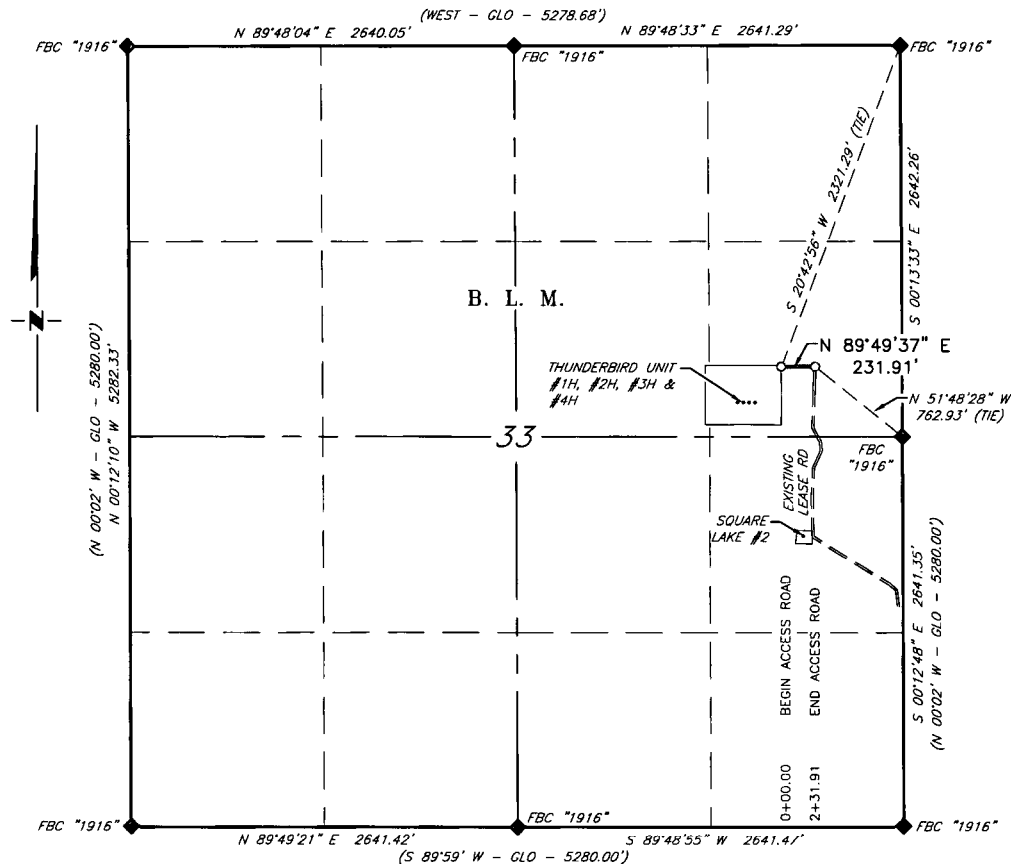 (WEST - GLO - 5278.68')
N 89°48'04" E 2640.05'
N 89°48'33" E 2641.29'
FBC "1916"
FBC "1916"
FBC "1916"
S 20°42'56" W 2321.29' (TIE)
S 00°13'33" E 2642.26'
N
B. L. M.
(N 00°02' W - GLO - 5280.00')
N 00°12'10" W 5282.33'
THUNDERBIRD UNIT
#1H, #2H, #3H &
#4H
N 89°49'37" E
231.91'
N 51°48'28" W
762.93' (TIE)
33
FBC
"1916"
EXISTING
LEASE RD
SQUARE
LAKE #2
S 00°12'48" E 2641.35'
(N 00°02' W - GLO - 5280.00')
0+00.00 BEGIN ACCESS ROAD
2+31.91 END ACCESS ROAD
FBC "1916"
FBC "1916"
FBC "1916"
N 89°49'21" E 2641.42'
S 89°48'55" W 2641.47'
(S 89°59' W - GLO - 5280.00')